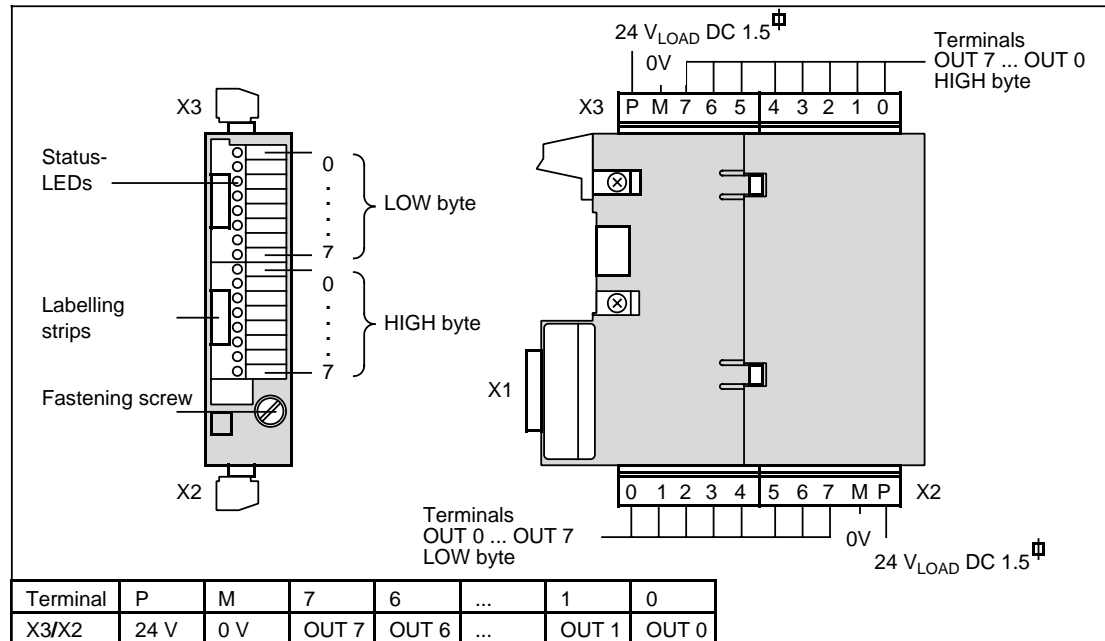 X3
Status-
LEDs
Labelling
strips
Fastening screw
X2
0
.
.
.
.
7
LOW byte
0
.
.
.
.
7
HIGH byte
24 V LOAD DC 1.5
0V
Terminals
OUT 7 ... OUT 0
HIGH byte
X3 P M 7 6 5 4 3 2 1 0
X1
0 1 2 3 4 5 6 7 M P X2
Terminals
OUT 0 ... OUT 7
LOW byte
0V
24 V LOAD DC 1.5
Terminal P M 7 6 ... 1 0
X3/X2 24 V 0 V OUT 7 OUT 6 ... OUT 1 OUT 0